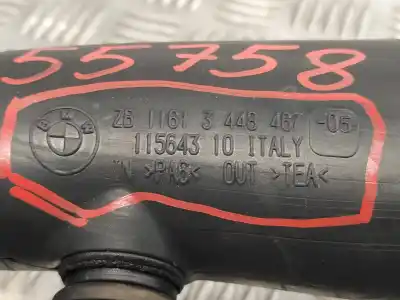 55758
BMW
ZB 1161 3 448 467 -05
115643 10 ITALY
IN >PA6< OUT >TEA<